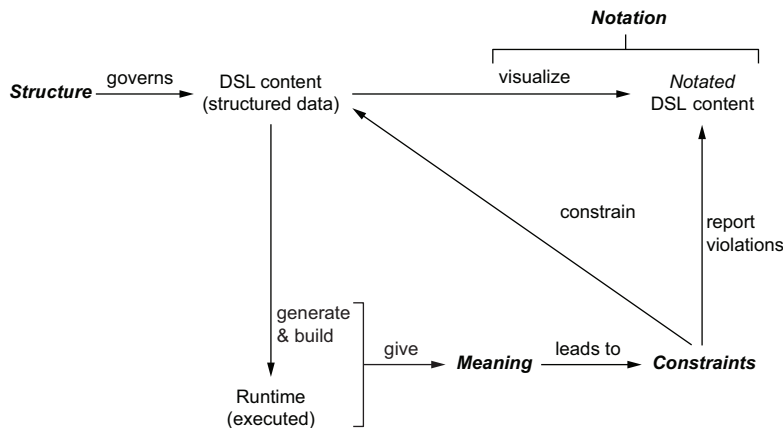 Notation
governs
Structure
DSL content
(structured data)
visualize
Notated
DSL content
constrain
report
violations
generate
& build
give
Meaning
leads to
Constraints
Runtime
(executed)